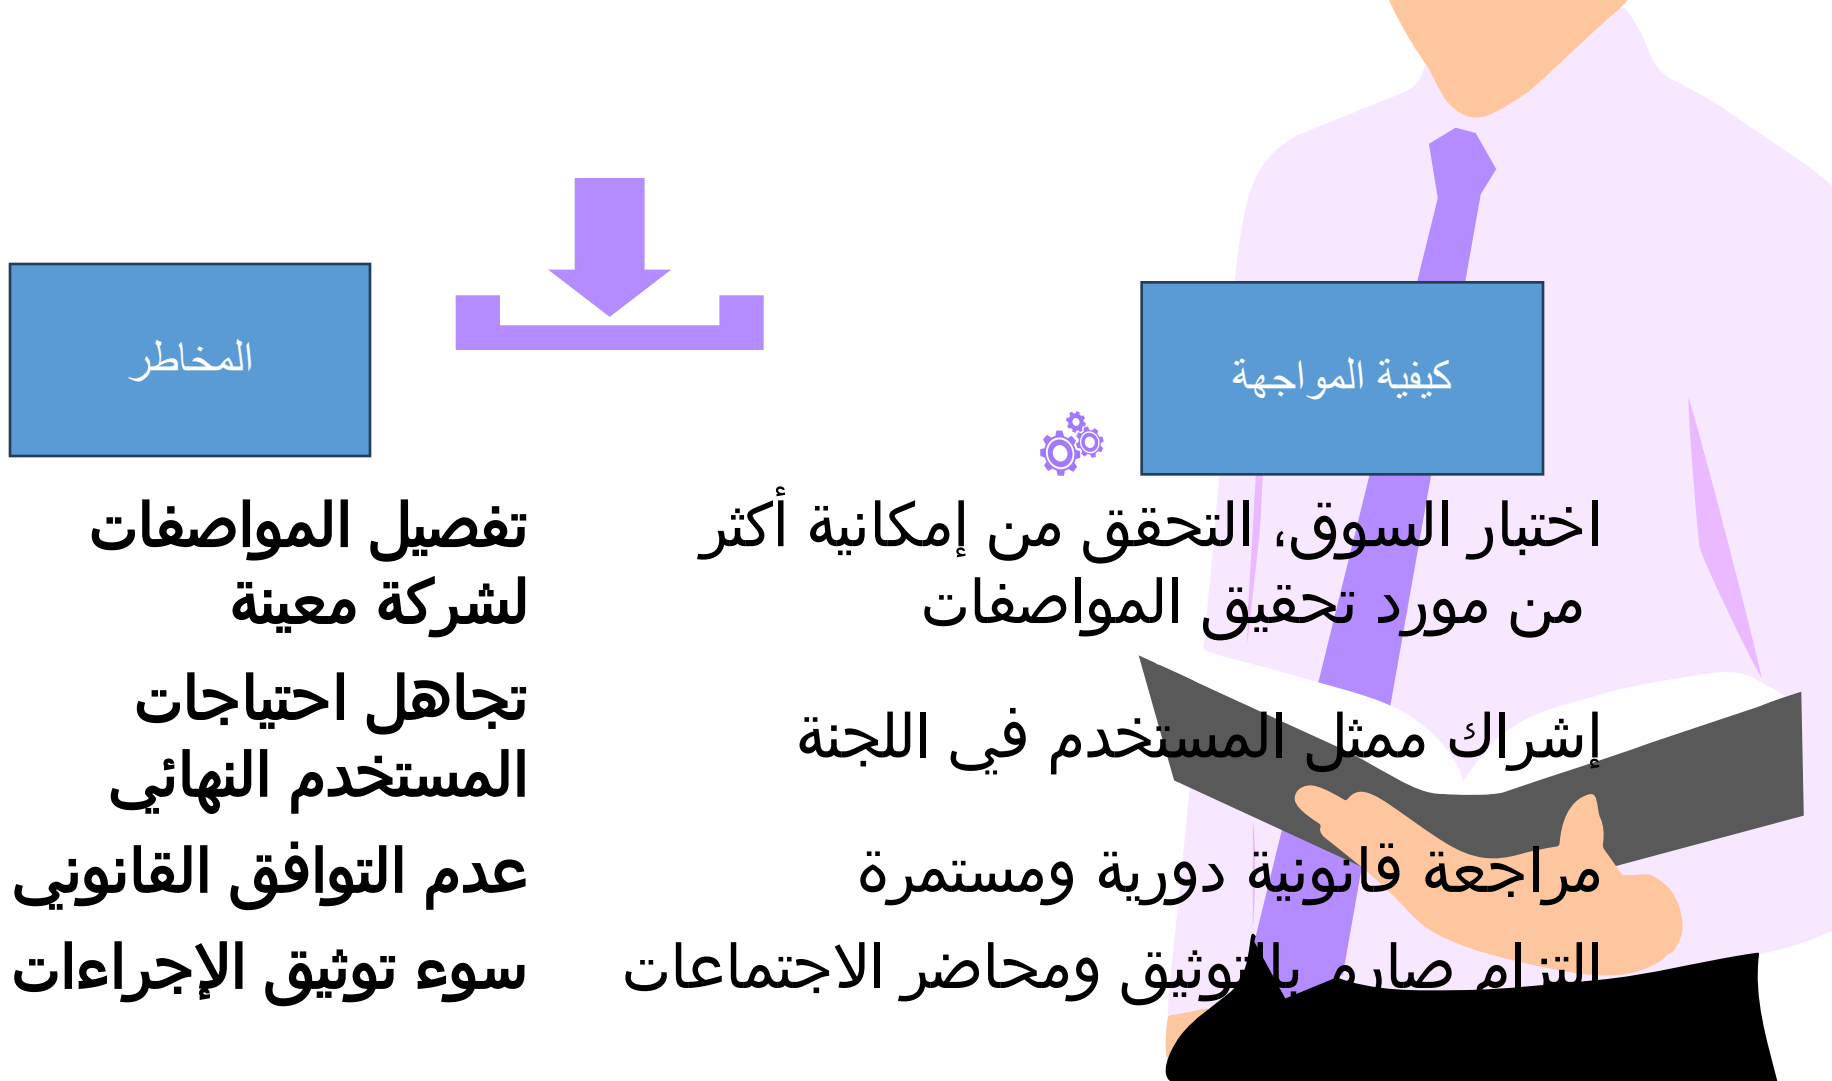 المخاطر
كيفية المواجهة
تفصيل المواصفات
لشركة معينة
اختبار السوق، التحقق من إمكانية أكثر
من مورد تحقيق المواصفات
تجاهل احتياجات
المستخدم النهائي
إشراك ممثل المستخدم في اللجنة
عدم التوافق القانوني
مراجعة قانونية دورية ومستمرة
سوء توثيق الإجراءات
التزام صارم بالتوثيق ومحاضر الاجتماعات